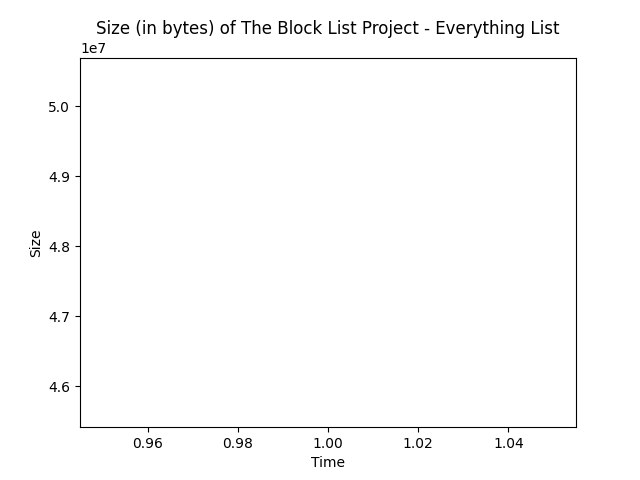 Size (in bytes) of The Block List Project - Everything List
1e7
5.0
4.9
4.8
4.7
4.6
Size
0.96 0.98 1.00 1.02 1.04
Time